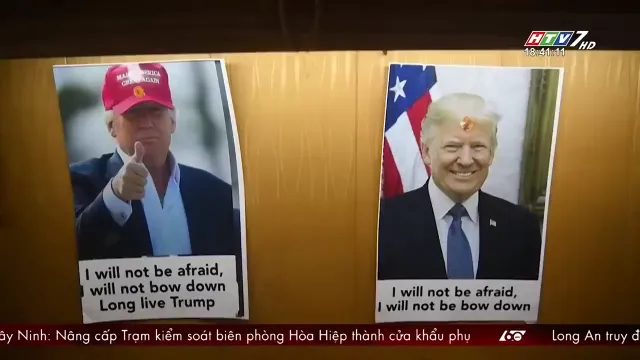 HTV7 HD
18:41:11
MAKE AMERICA
GREAT AGAIN
I will not be afraid,
I will not bow down
Long live Trump
I will not be afraid,
I will not be bow down
ây Ninh: Nâng cấp Trạm kiểm soát biên phòng Hòa Hiệp thành cửa khẩu phụ
60
Long An truy đ